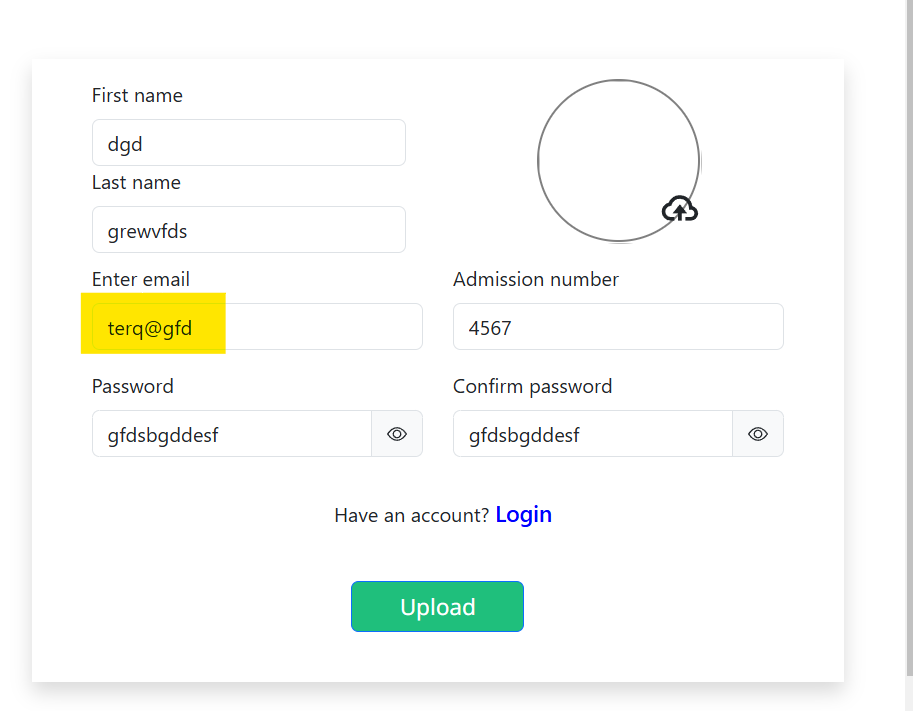 First name
dgd
Last name
grewvfds
Enter email
Admission number
terq@gfd
4567
Password
Confirm password
gfdsbgddesf
gfdsbgddesf
Have an account? Login
Upload